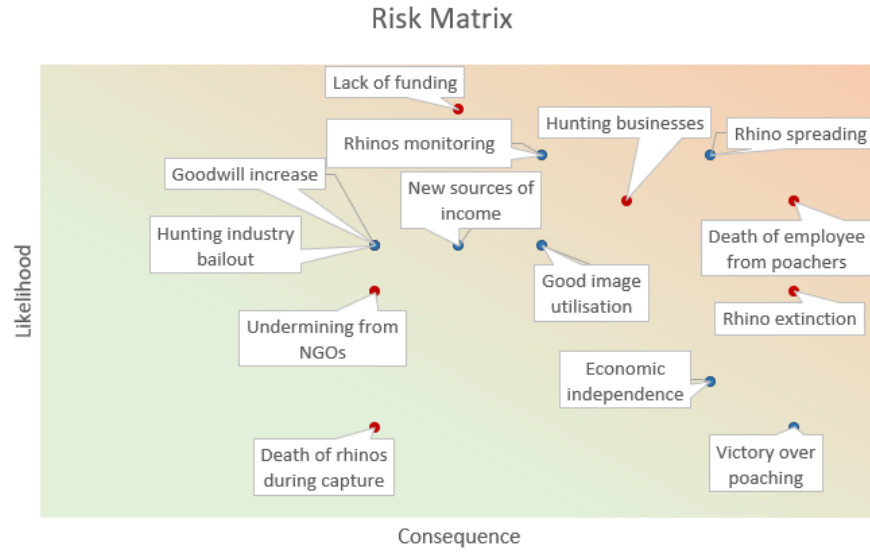 Risk Matrix
Lack of funding
Hunting businesses
Rhino spreading
Rhinos monitoring
Goodwill increase
New sources of
income
Hunting industry
bailout
Death of employee
from poachers
Good image
utilisation
Undermining from
NGOs
Rhino extinction
Economic
independence
Death of rhinos
during capture
Victory over
poaching
Likelihood
Consequence